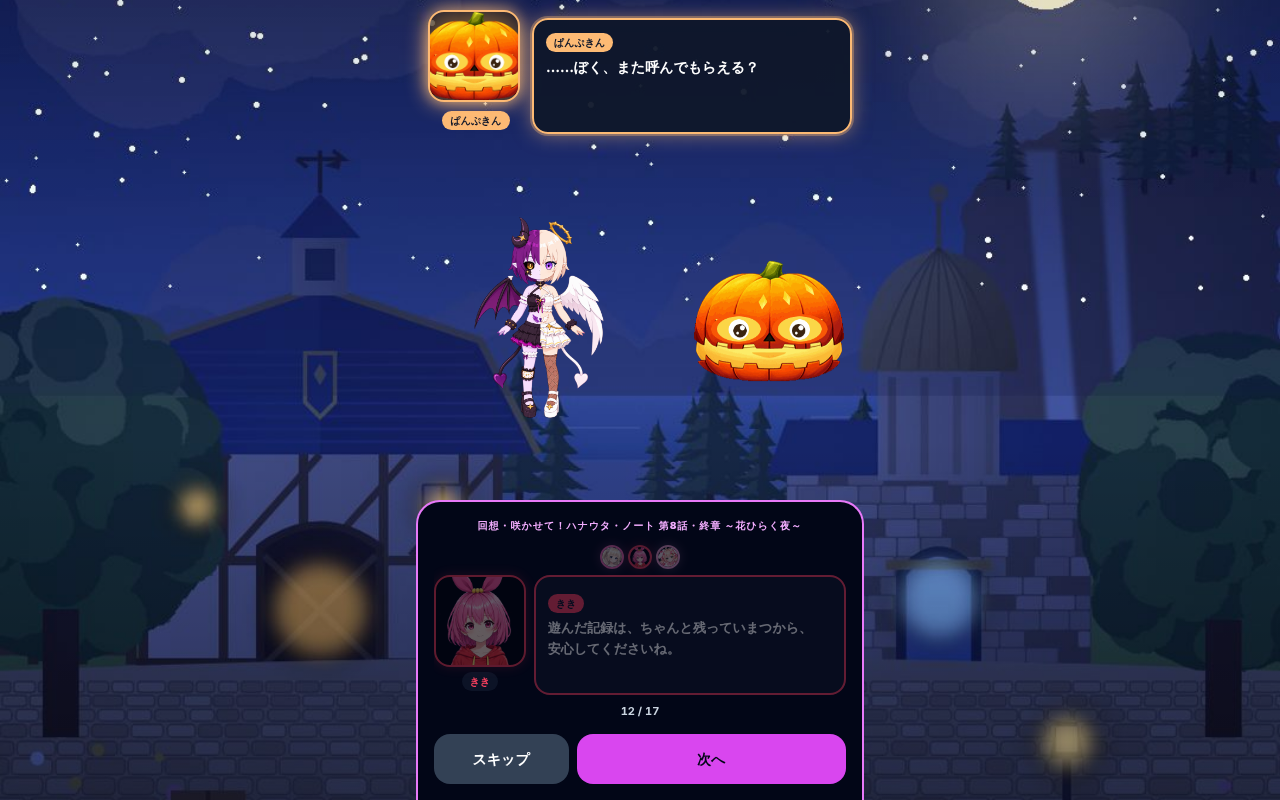 ぱんぷきん
……ぼく、また呼んでもらえる？
ぱんぷきん
回想・咲かせて！ハナウタ・ノート 第8話・終章 ～花ひらく夜～
きき
遊んだ記録は、ちゃんと残っていまつから、
安心してくださいね。
きき
12 / 17
スキップ
次へ